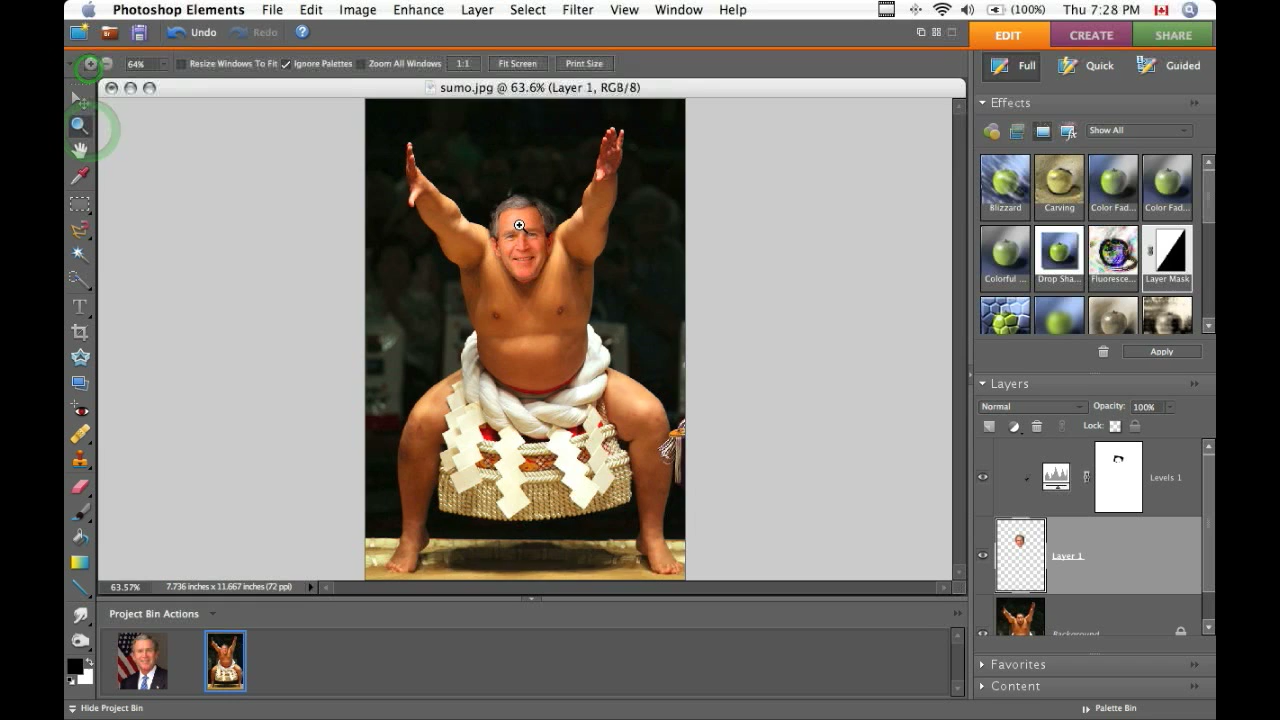 Photoshop Elements File Edit Image Enhance Layer Select Filter View Window Help (100%) Thu 7:28 PM
Undo Redo EDIT CREATE SHARE
64% Resize Windows To Fit Ignore Palettes Zoom All Windows 1:1 Fit Screen Print Size Full Quick Guided
sumo.jpg @ 63.6% (Layer 1, RGB/8)
Effects
Show All
Blizzard Carving Color Fad... Color Fad...
Colorful ... Drop Sha... Fluoresce... Layer Mask
Apply
Layers
Normal Opacity: 100%
Lock:
Levels 1
Layer 1
Background
63.57% 7.736 inches x 11.667 inches (72 ppi)
Project Bin Actions
Favorites
Content
Hide Project Bin Palette Bin